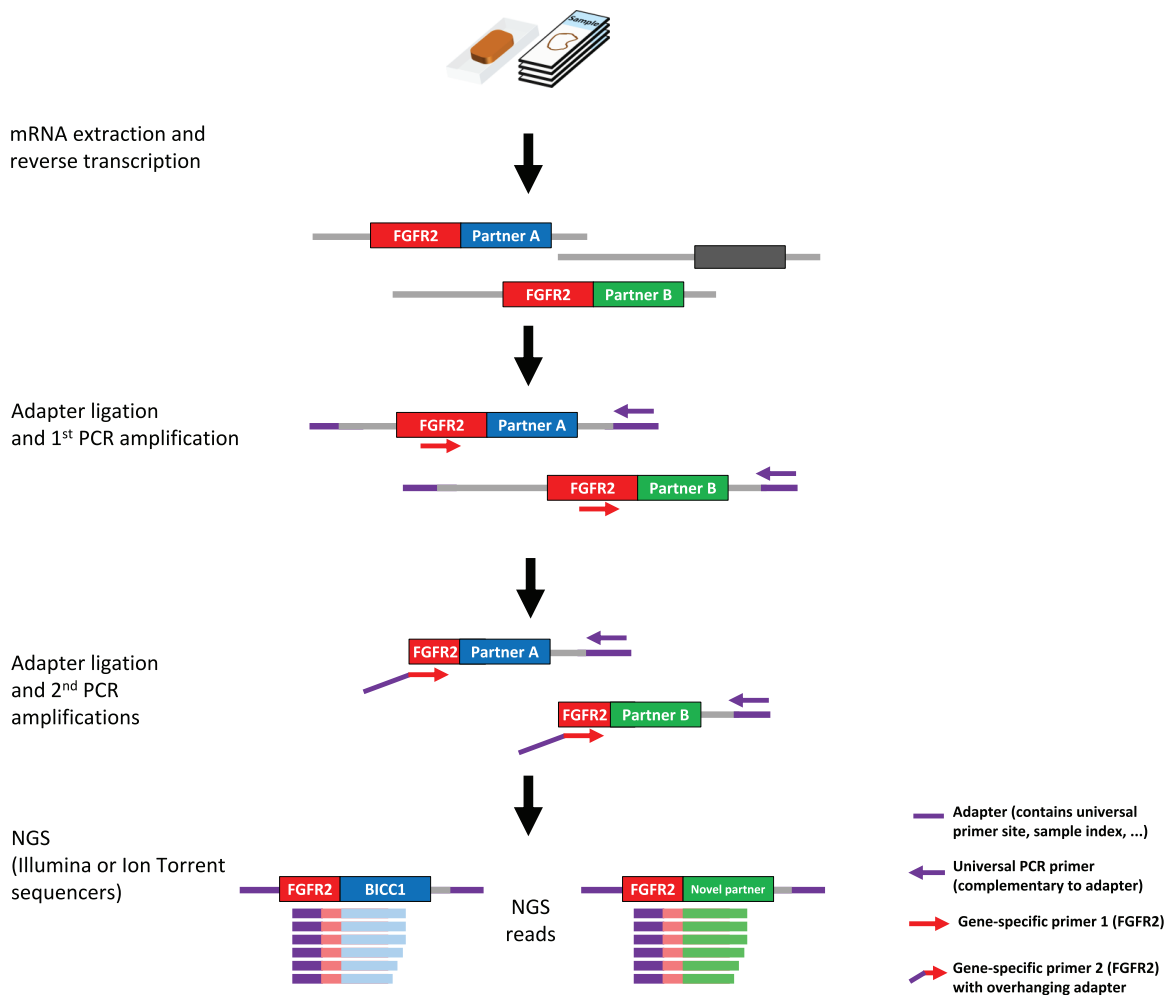 Sample
mRNA extraction and
reverse transcription
FGFR2 Partner A
FGFR2 Partner B
Adapter ligation
and 1st PCR amplification
FGFR2 Partner A
FGFR2 Partner B
Adapter ligation
and 2nd PCR
amplifications
FGFR2 Partner A
FGFR2 Partner B
NGS
(Illumina or Ion Torrent
sequencers)
FGFR2 BICC1
NGS
reads
FGFR2 Novel partner
Adapter (contains universal
primer site, sample index, ...)
Universal PCR primer
(complementary to adapter)
Gene-specific primer 1 (FGFR2)
Gene-specific primer 2 (FGFR2)
with overhanging adapter